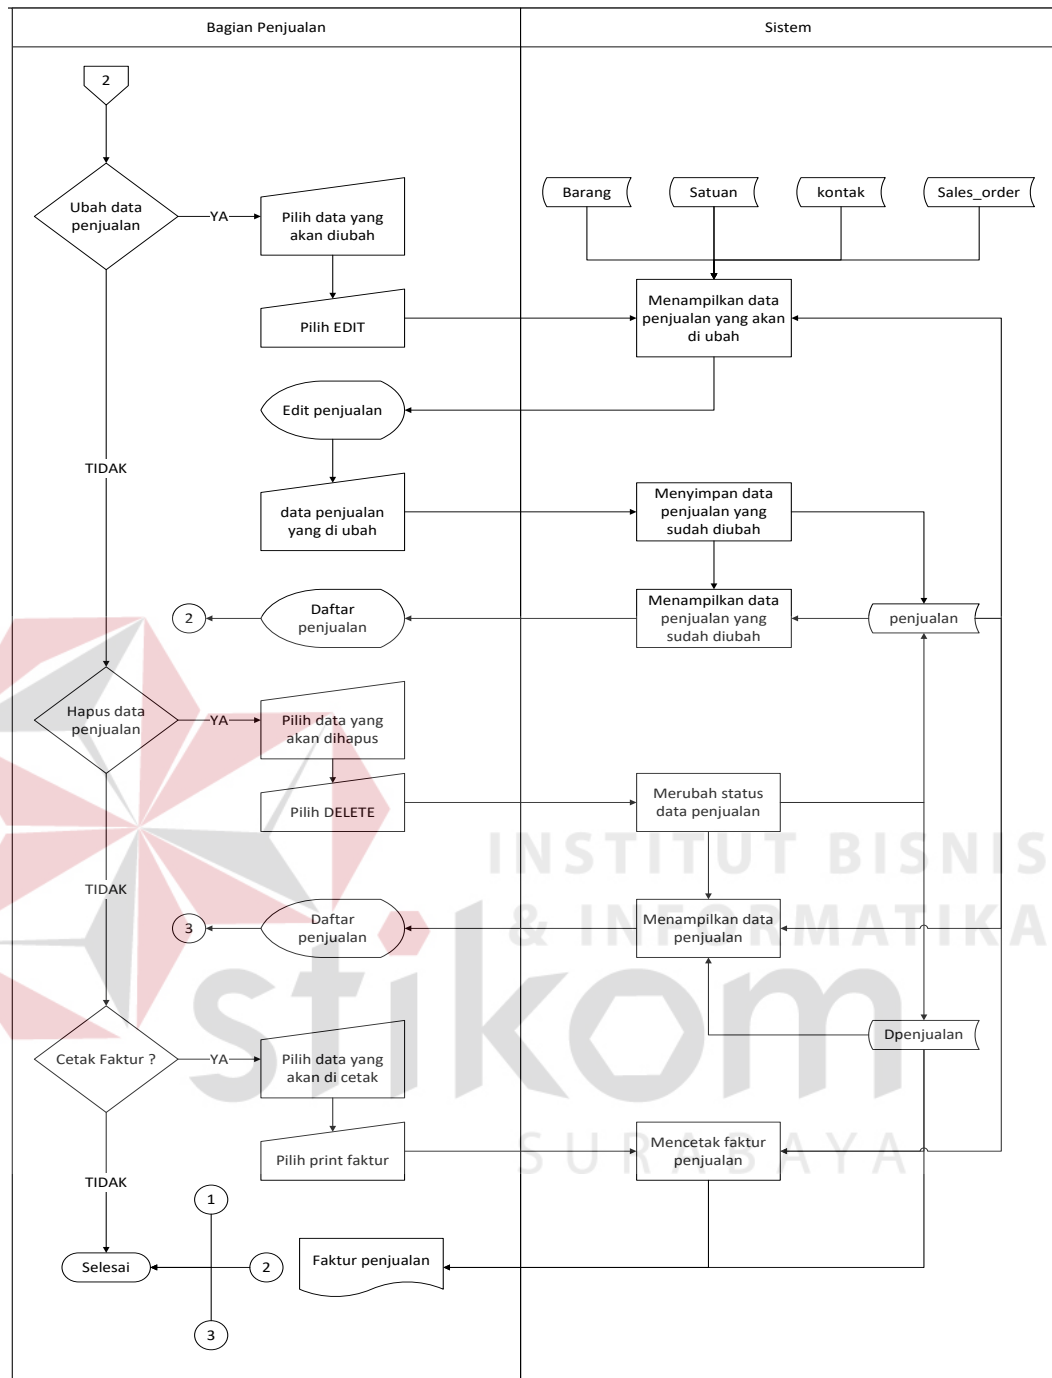 Bagian Penjualan
Sistem
2
Ubah data
penjualan
YA
Pilih data yang
akan diubah
Barang
Satuan
kontak
Sales_order
Pilih EDIT
Menampilkan data
penjualan yang akan
di ubah
Edit penjualan
TIDAK
data penjualan
yang di ubah
Menyimpan data
penjualan yang
sudah diubah
2
Daftar
penjualan
Menampilkan data
penjualan yang
sudah diubah
penjualan
Hapus data
penjualan
YA
Pilih data yang
akan dihapus
Pilih DELETE
Merubah status
data penjualan
INSTITUT BISNIS
& INFORMATIKA
stikom
SURABAYA
TIDAK
3
Daftar
penjualan
Menampilkan data
penjualan
Dpenjualan
Cetak Faktur ?
YA
Pilih data yang
akan di cetak
Pilih print faktur
Mencetak faktur
penjualan
TIDAK
1
Selesai
2
Faktur penjualan
3